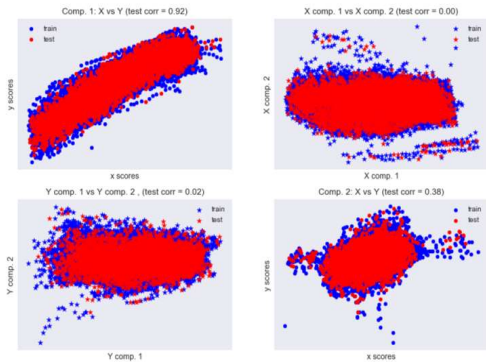 Comp. 1: X vs Y (test corr = 0.92)
train
test
y scores
x scores
X comp. 1 vs X comp. 2 (test corr = 0.00)
train
test
X comp. 2
X comp. 1
Y comp. 1 vs Y comp. 2 , (test corr = 0.02)
train
test
Y comp. 2
Y comp. 1
Comp. 2: X vs Y (test corr = 0.38)
train
test
y scores
x scores